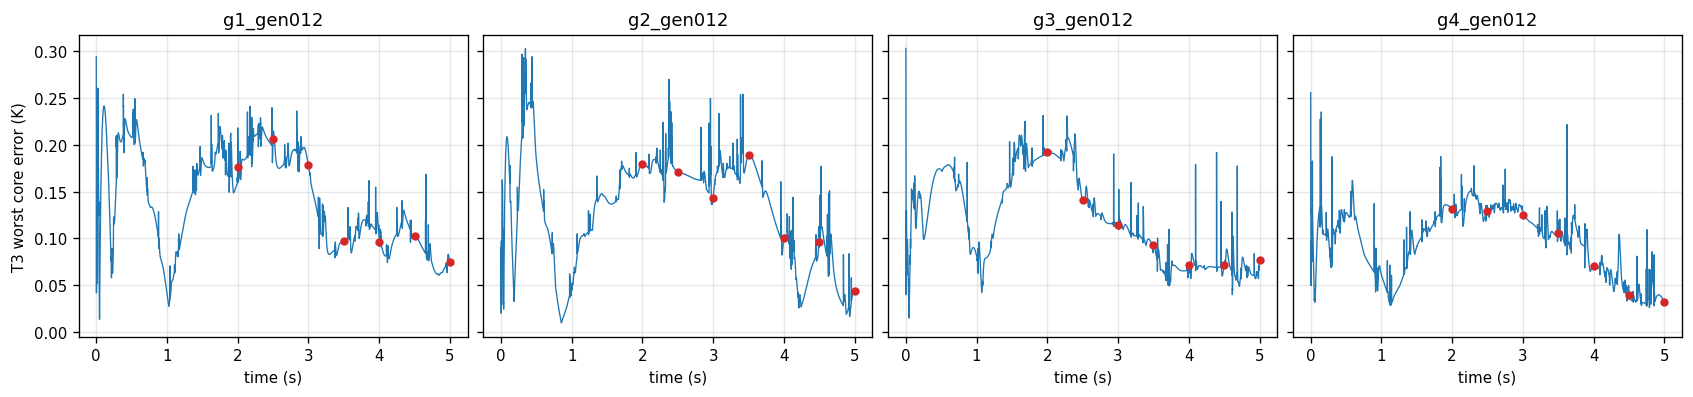 g1_gen012
g2_gen012
g3_gen012
g4_gen012
T3 worst core error (K)
0.30
0.25
0.20
0.15
0.10
0.05
0.00
0 1 2 3 4 5
0 1 2 3 4 5
0 1 2 3 4 5
0 1 2 3 4 5
time (s)
time (s)
time (s)
time (s)